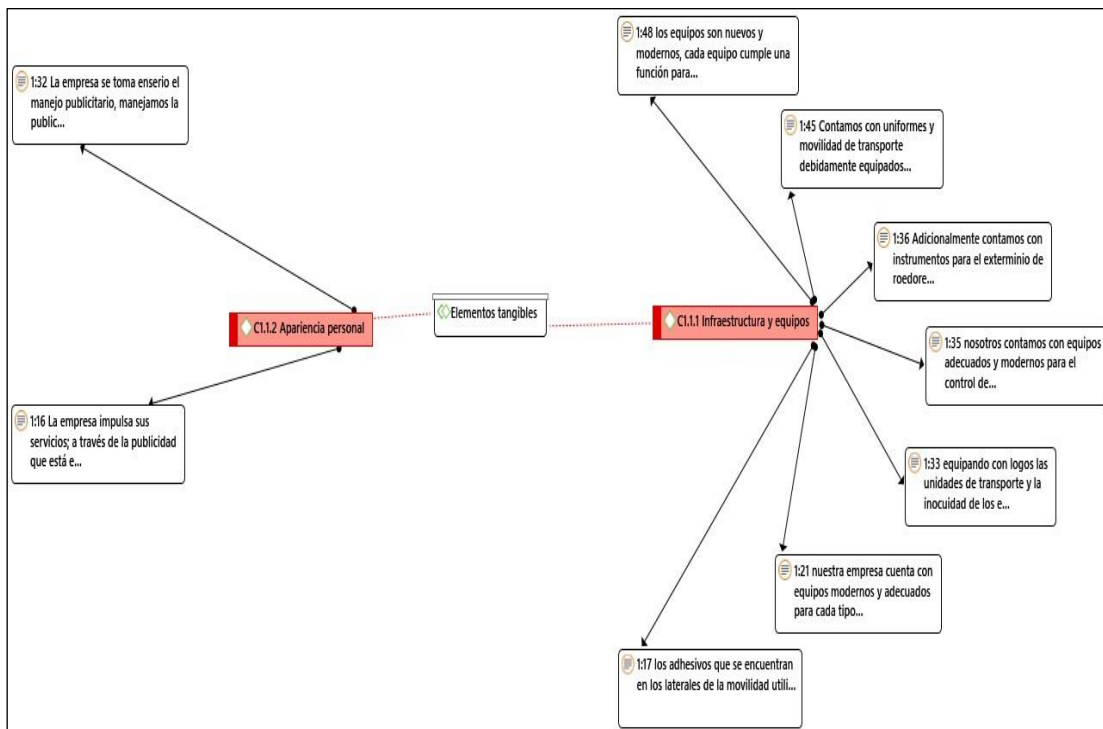 1:48 los equipos son nuevos y
modernos, cada equipo cumple una
función para...
1:32 La empresa se toma enserio el
manejo publicitario, manejamos la
public...
1:45 Contamos con uniformes y
movilidad de transporte
debidamente equipados...
1:36 Adicionalmente contamos con
instrumentos para el exterminio de
roedore...
C1.1.2 Apariencia personal
Elementos tangibles
C1.1.1 Infraestructura y equipos
1:35 nosotros contamos con equipos
adecuados y modernos para el
control de...
1:16 La empresa impulsa sus
servicios; a través de la publicidad
que está e...
1:33 equipando con logos las
unidades de transporte y la
inocuidad de los e...
1:21 nuestra empresa cuenta con
equipos modernos y adecuados
para cada tipo...
1:17 los adhesivos que se encuentran
en los laterales de la movilidad utili...